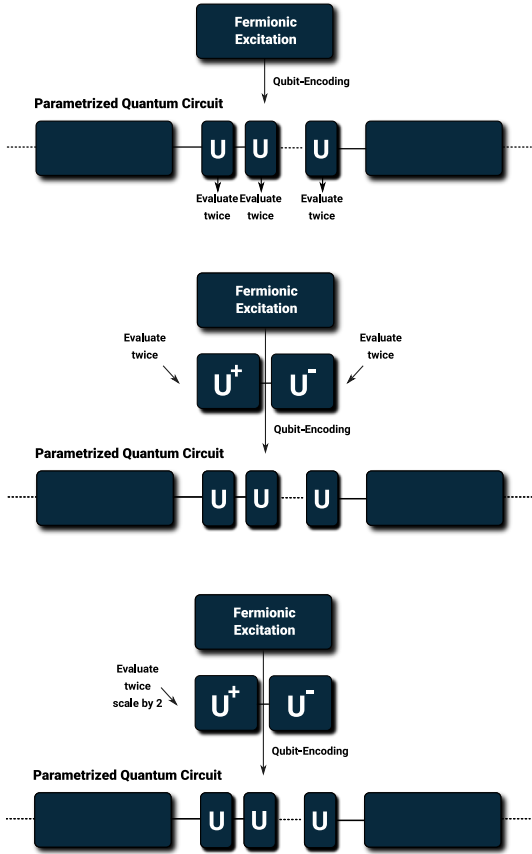 Fermionic
Excitation
Qubit-Encoding
Parametrized Quantum Circuit
U U U
Evaluate Evaluate Evaluate
twice twice twice
Fermionic
Excitation
Evaluate Evaluate
twice twice
U+ U-
Qubit-Encoding
Parametrized Quantum Circuit
U U U
Fermionic
Excitation
Evaluate
twice
scale by 2
U+ U-
Qubit-Encoding
Parametrized Quantum Circuit
U U U